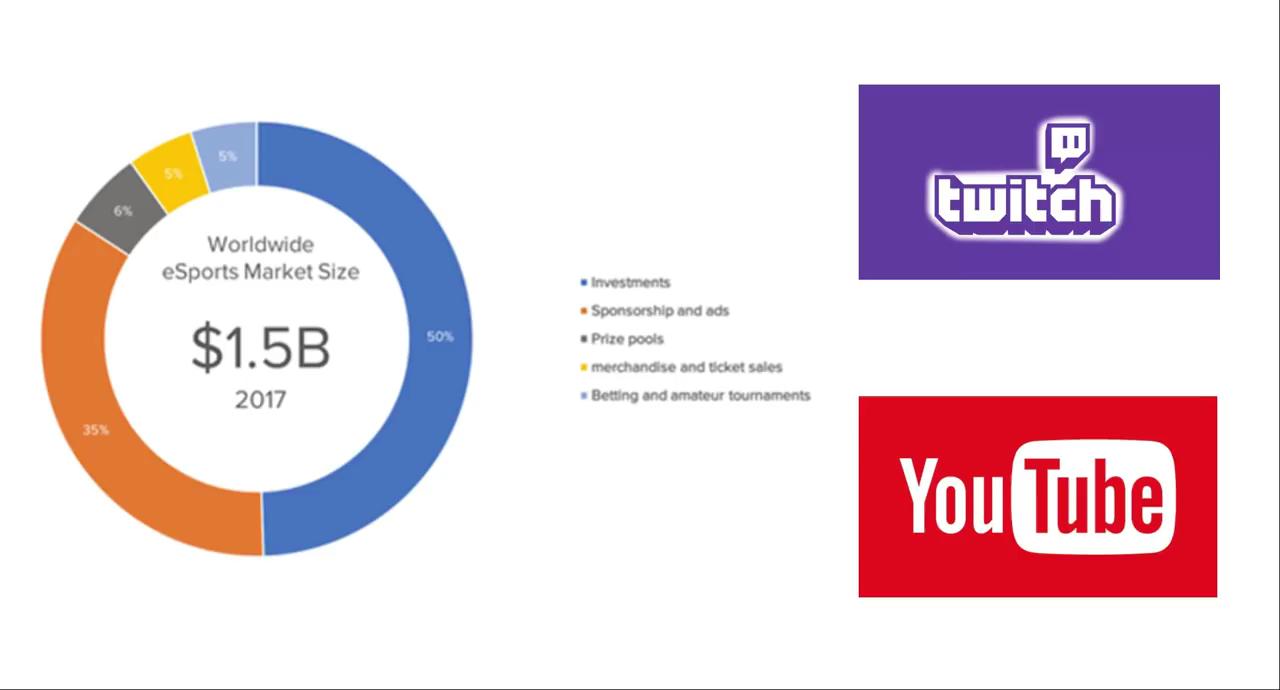 5%
5%
6%
50%
35%
Worldwide
eSports Market Size
$1.5B
2017
Investments
Sponsorship and ads
Prize pools
merchandise and ticket sales
Betting and amateur tournaments
twitch
YouTube